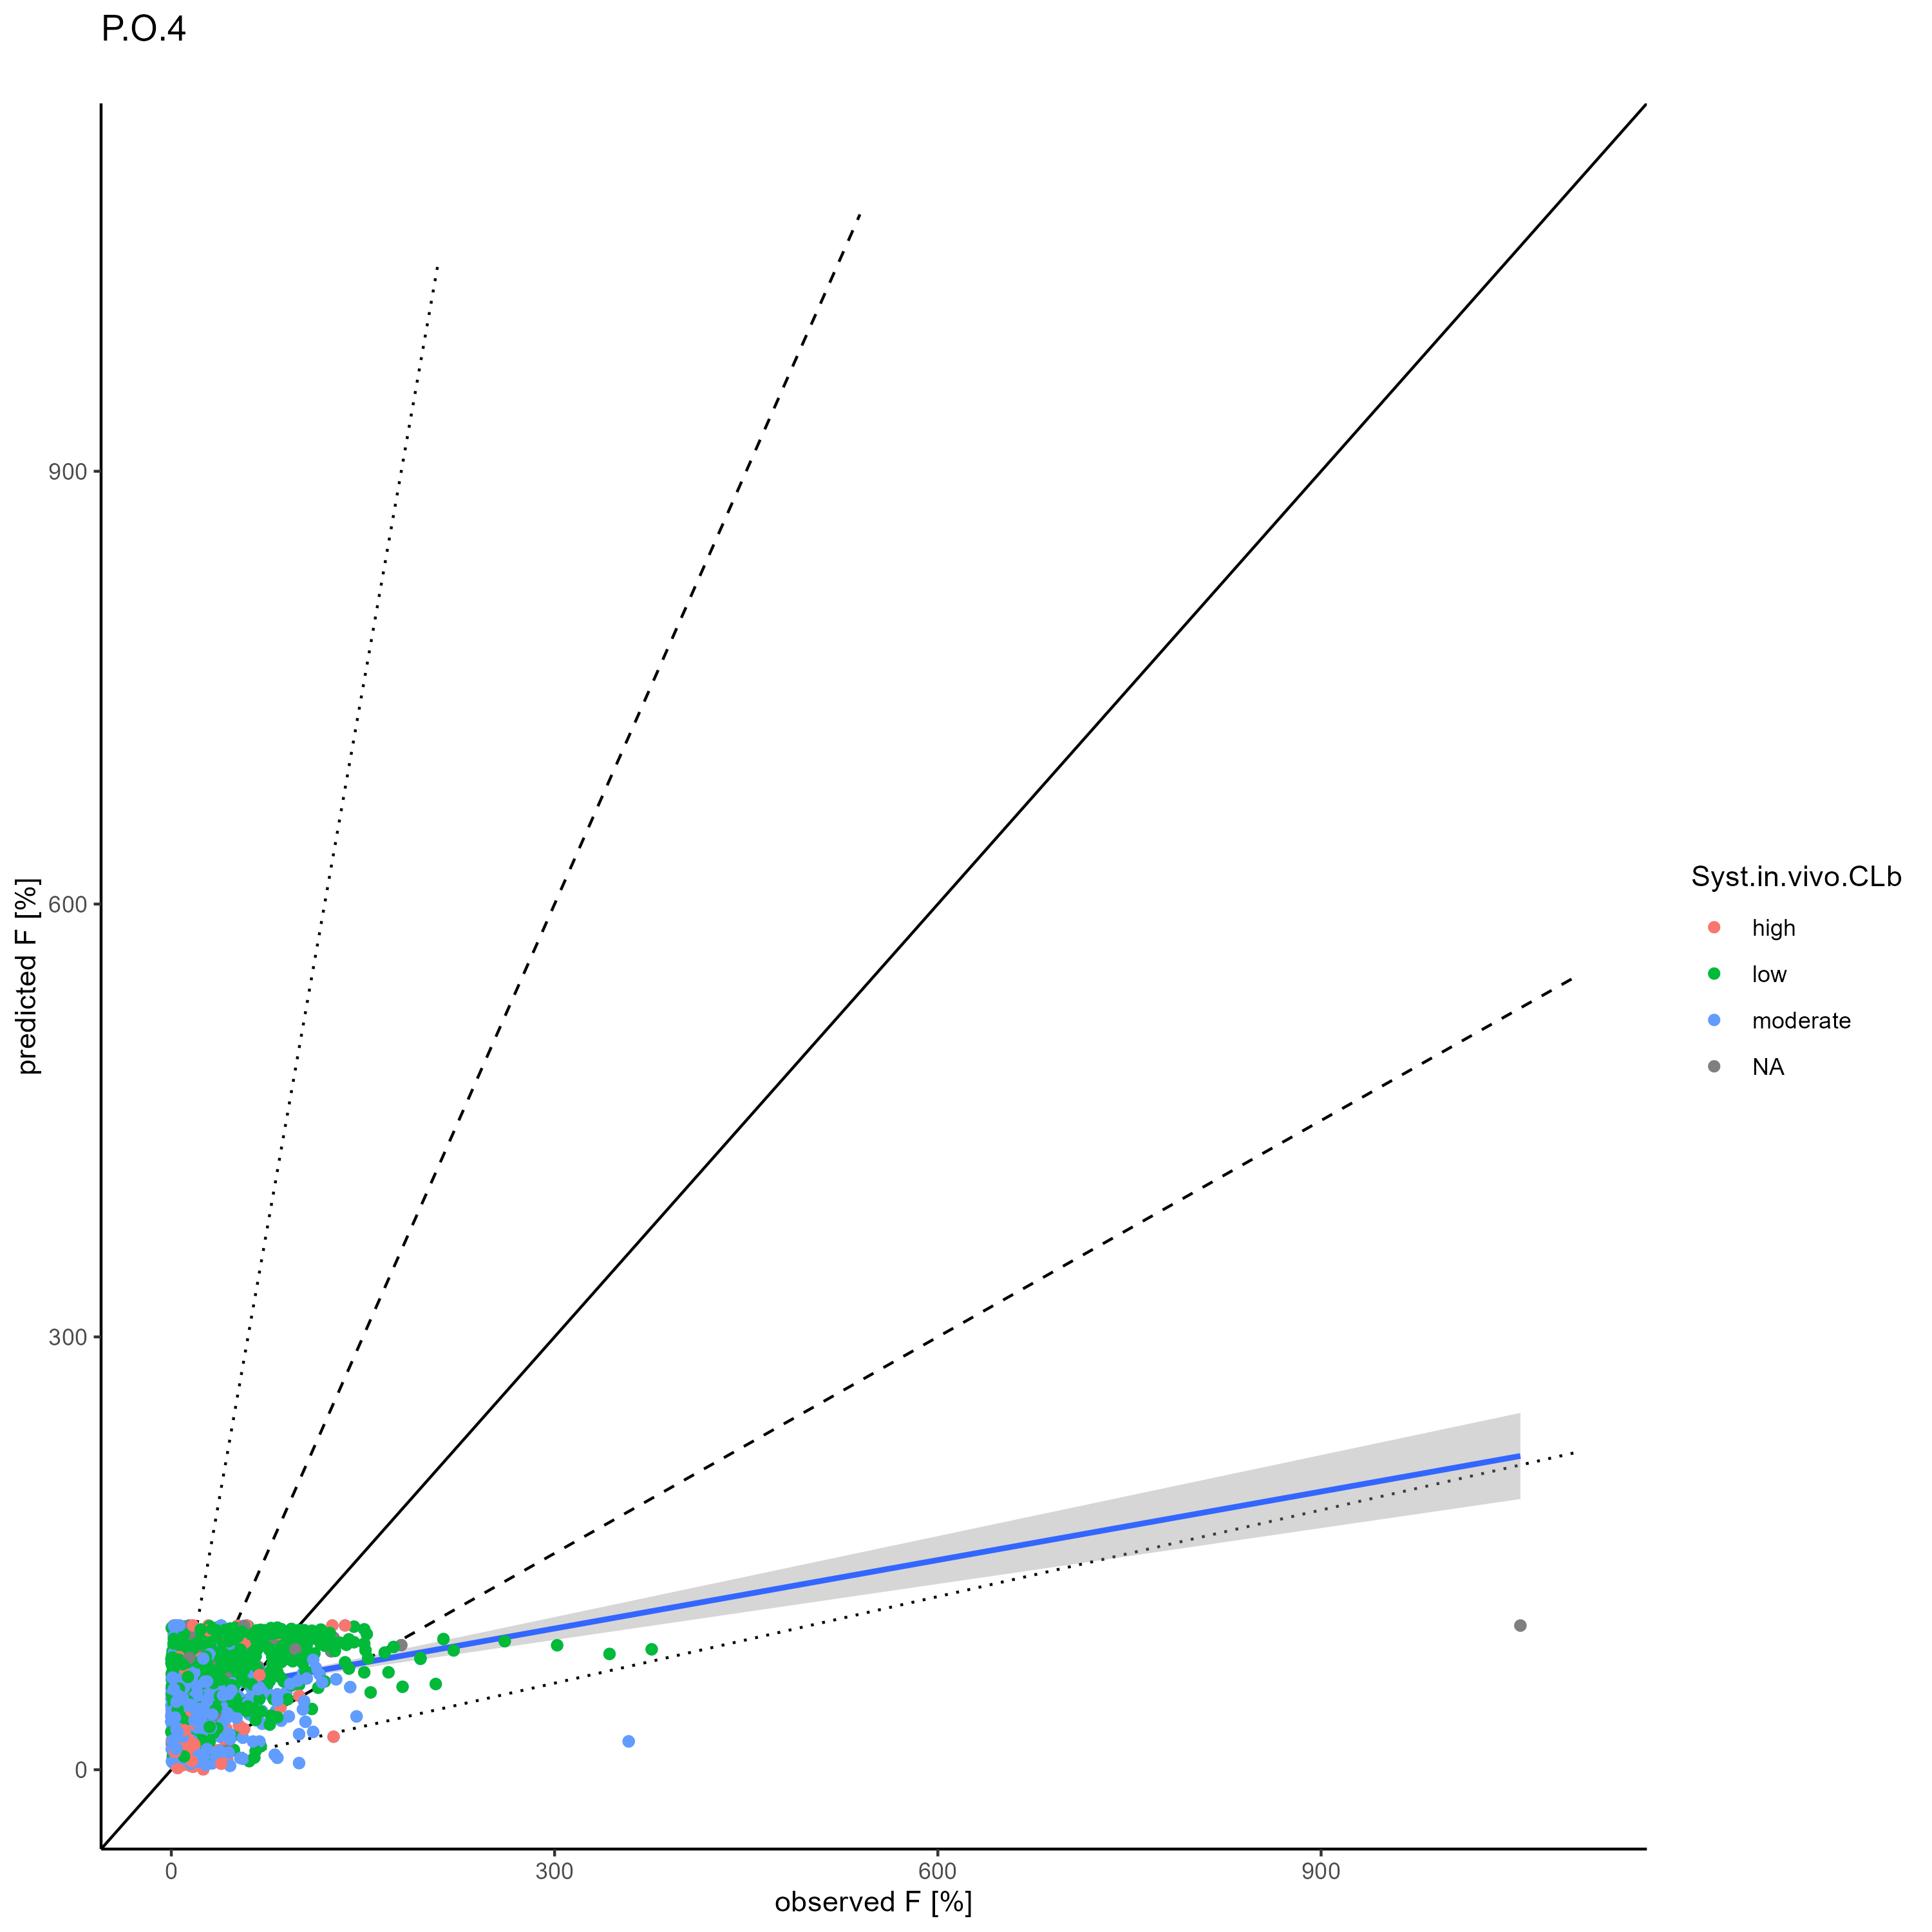 P.O.4
predicted F [%]
900
600
300
0
0 300 600 900
observed F [%]
Syst.in.vivo.CLb
high
low
moderate
NA